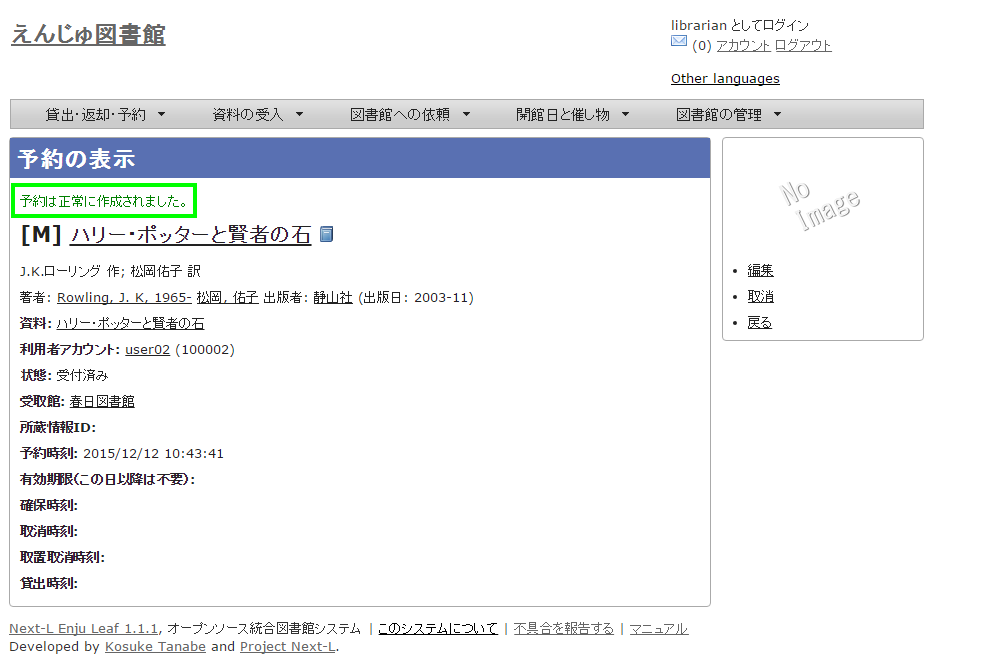 えんじゅ図書館
librarian としてログイン
(0) アカウント ログアウト
Other languages
貸出・返却・予約 ▼ 資料の受入 ▼ 図書館への依頼 ▼ 開館日と催し物 ▼ 図書館の管理 ▼
予約の表示
予約は正常に作成されました。
[M] ハリー・ポッターと賢者の石
J.K.ローリング 作; 松岡佑子 訳
著者: Rowling, J. K, 1965- 松岡, 佑子 出版者: 静山社 (出版日: 2003-11)
資料: ハリー・ポッターと賢者の石
利用者アカウント: user02 (100002)
状態: 受付済み
受取館: 春日図書館
所蔵情報ID:
予約時刻: 2015/12/12 10:43:41
有効期限(この日以降は不要):
確保時刻:
取消時刻:
取置取消時刻:
貸出時刻:
No
Image
• 編集
• 取消
• 戻る
Next-L Enju Leaf 1.1.1, オープンソース統合図書館システム | このシステムについて | 不具合を報告する | マニュアル
Developed by Kosuke Tanabe and Project Next-L.